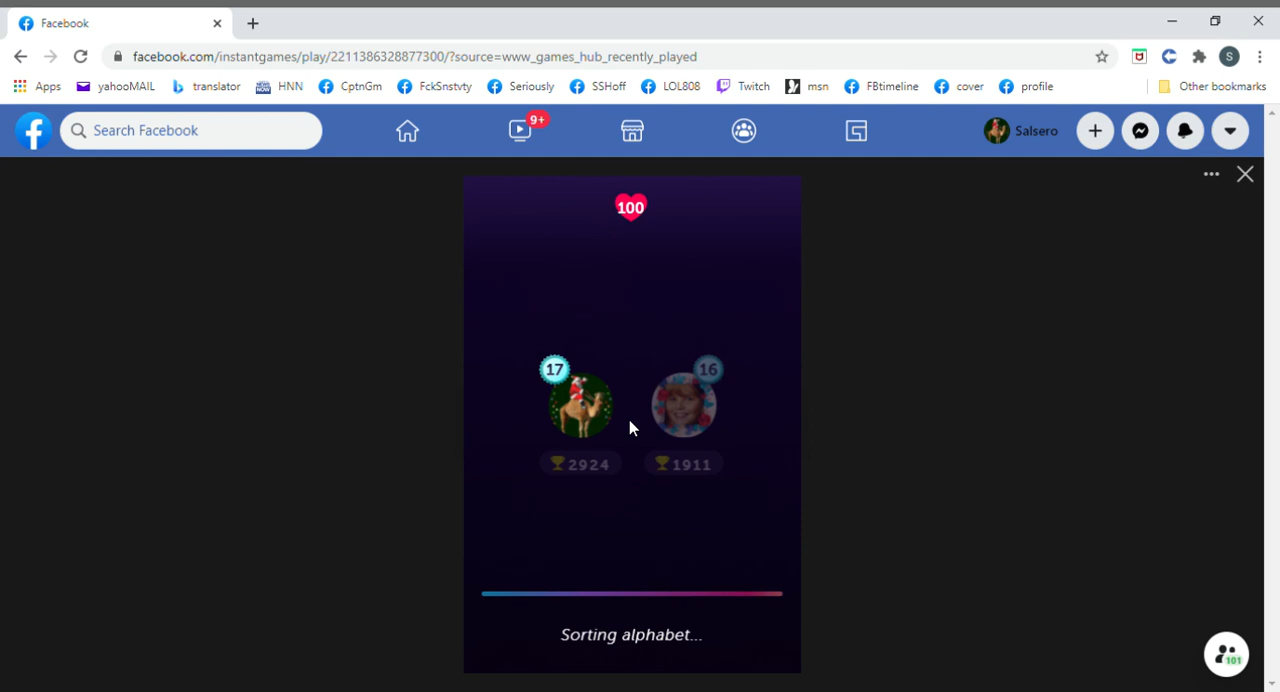 Facebook
facebook.com/instantgames/play/2211386328877300/?source=www_games_hub_recently_played
S
Apps yahooMAIL translator HNN CptnGm FckSnstvty Seriously SSHoff LOL808 Twitch msn FBtimeline cover profile Other bookmarks
Search Facebook 9+ Salsero
100
17 16
2924 1911
Sorting alphabet...
101